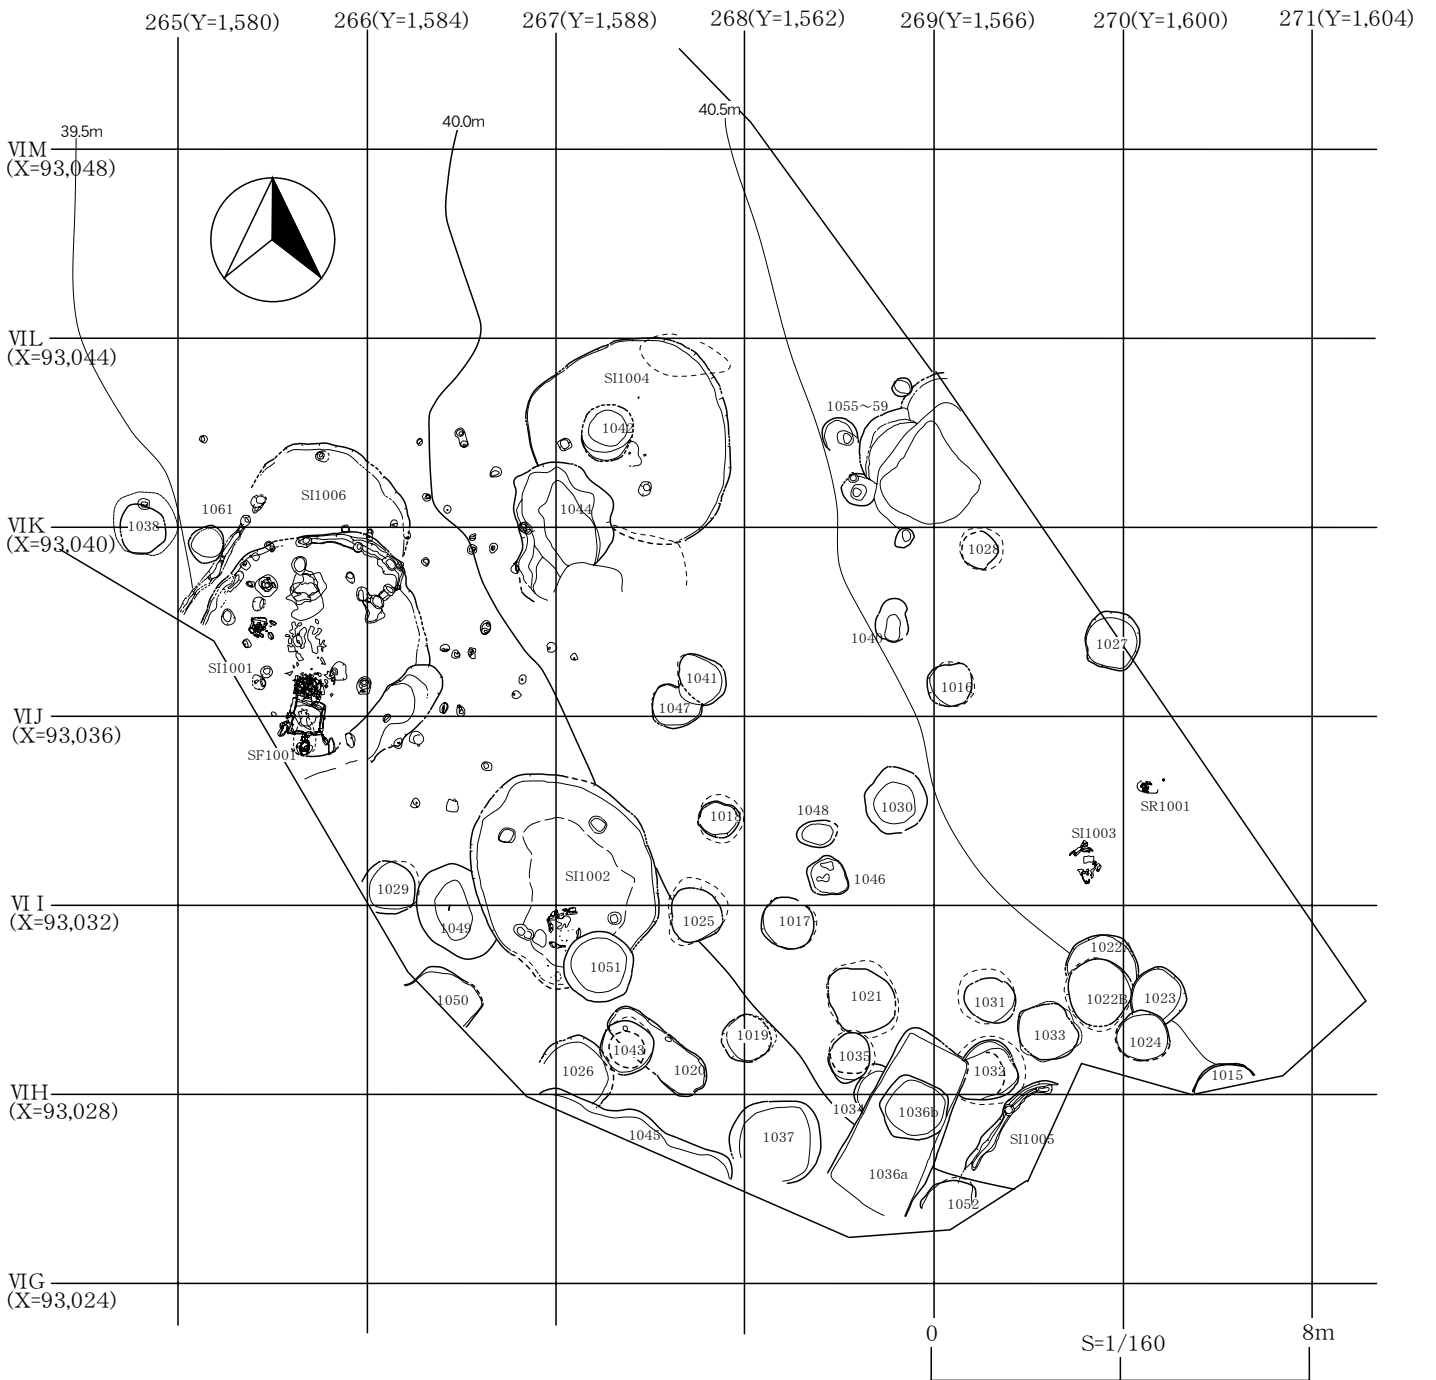 265(Y=1,580)
266(Y=1,584)
267(Y=1,588)
268(Y=1,562)
269(Y=1,566)
270(Y=1,600)
271(Y=1,604)
39.5m
40.0m
40.5m
ⅥM
(X=93,048)
ⅥL
(X=93,044)
SI1004
1055～59
1042
SI1006
1061
1044
1038
ⅥK
(X=93,040)
1028
1040
1027
SI1001
1041
1016
1047
ⅥJ
(X=93,036)
SF1001
SR1001
1030
1048
1018
SI1003
SI1002
1046
1029
ⅥI
(X=93,032)
1049
1025
1017
1022
1051
1050
1021
1031
1022B
1023
1019
1033
1024
1043
1035
1026
1020
1032
1015
ⅥH
(X=93,028)
1034
1036b
1045
1037
SI1005
1036a
1052
ⅥG
(X=93,024)
0
8m
S=1/160